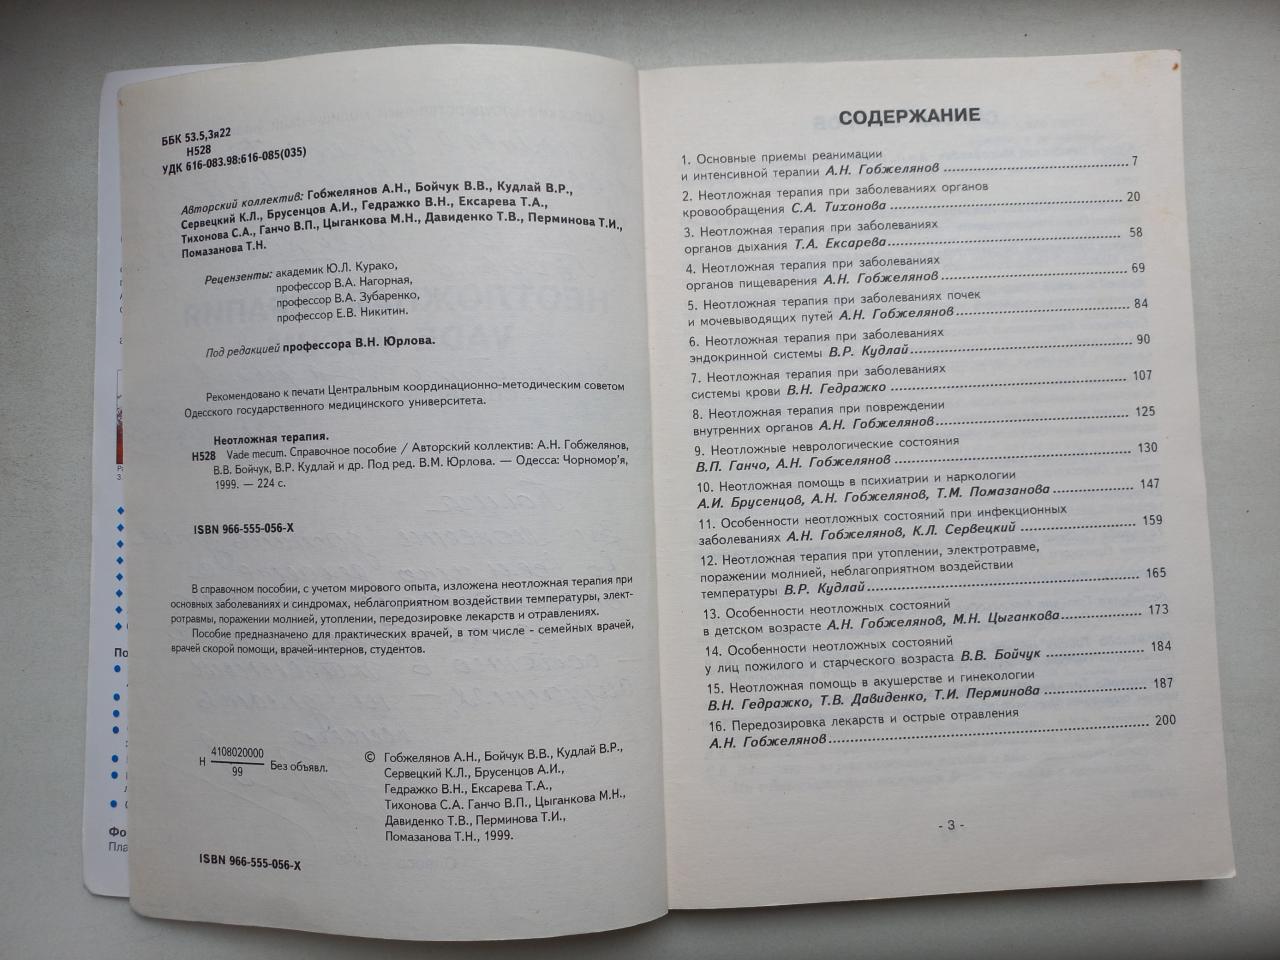 ББК 53.5,3я22
Н528
УДК 616-083.98:616-085(035)
Авторский коллектив: Гобжелянов А.Н., Бойчук В.В., Кудлай В.Р.,
Сервецкий К.Л., Брусенцов А.И., Гедражко В.Н., Ексарева Т.А.,
Тихонова С.А., Ганчо В.П., Цыганкова М.Н., Давиденко Т.В., Перминова Т.И.,
Помазанова Т.Н.
Рецензенты: академик Ю.Л. Курако,
профессор В.А. Нагорная,
профессор В.А. Зубаренко,
профессор Е.В. Никитин.
Под редакцией профессора В.Н. Юрлова.
Рекомендовано к печати Центральным координационно-методическим советом
Одесского государственного медицинского университета.
Неотложная терапия.
Н528 Vade mecum. Справочное пособие / Авторский коллектив: А.Н. Гобжелянов,
В.В. Бойчук, В.Р. Кудлай и др. Под ред. В.М. Юрлова. — Одесса: Чорномор'я,
1999. — 224 с.
ISBN 966-555-056-X
В справочном пособии, с учетом мирового опыта, изложена неотложная терапия при
основных заболеваниях и синдромах, неблагоприятном воздействии температуры, элект-
ротравмы, поражении молнией, утоплении, передозировке лекарств и отравлениях.
Пособие предназначено для практических врачей, в том числе - семейных врачей,
врачей скорой помощи, врачей-интернов, студентов.
Н 4108020000
99 Без объявл.
© Гобжелянов А.Н., Бойчук В.В., Кудлай В.Р.,
Сервецкий К.Л., Брусенцов А.И.,
Гедражко В.Н., Ексарева Т.А.,
Тихонова С.А. Ганчо В.П., Цыганкова М.Н.,
Давиденко Т.В., Перминова Т.И.,
Помазанова Т.Н., 1999.
ISBN 966-555-056-X
СОДЕРЖАНИЕ
1. Основные приемы реанимации
и интенсивной терапии А.Н. Гобжелянов 7
2. Неотложная терапия при заболеваниях органов
кровообращения С.А. Тихонова 20
3. Неотложная терапия при заболеваниях
органов дыхания Т.А. Ексарева 58
4. Неотложная терапия при заболеваниях
органов пищеварения А.Н. Гобжелянов 69
5. Неотложная терапия при заболеваниях почек
и мочевыводящих путей А.Н. Гобжелянов 84
6. Неотложная терапия при заболеваниях
эндокринной системы В.Р. Кудлай 90
7. Неотложная терапия при заболеваниях
системы крови В.Н. Гедражко 107
8. Неотложная терапия при повреждении
внутренних органов А.Н. Гобжелянов 125
9. Неотложные неврологические состояния
В.П. Ганчо, А.Н. Гобжелянов 130
10. Неотложная помощь в психиатрии и наркологии
А.И. Брусенцов, А.Н. Гобжелянов, Т.М. Помазанова 147
11. Особенности неотложных состояний при инфекционных
заболеваниях А.Н. Гобжелянов, К.Л. Сервецкий 159
12. Неотложная терапия при утоплении, электротравме,
поражении молнией, неблагоприятном воздействии
температуры В.Р. Кудлай 165
13. Особенности неотложных состояний
в детском возрасте А.Н. Гобжелянов, М.Н. Цыганкова 173
14. Особенности неотложных состояний
у лиц пожилого и старческого возраста В.В. Бойчук 184
15. Неотложная помощь в акушерстве и гинекологии
В.Н. Гедражко, Т.В. Давиденко, Т.И. Перминова 187
16. Передозировка лекарств и острые отравления
А.Н. Гобжелянов 200
- 3 -